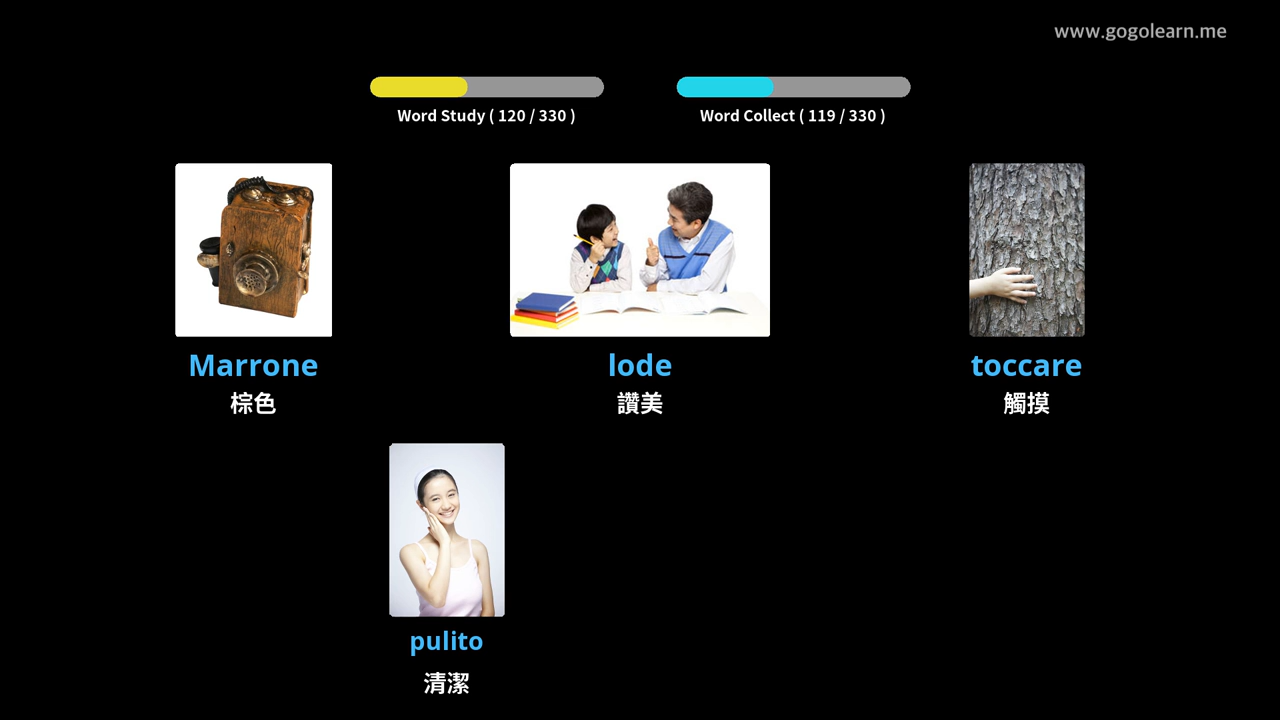 www.gogolearn.me
Word Study ( 120 / 330 )
Word Collect ( 119 / 330 )
Marrone
棕色
lode
讚美
toccare
觸摸
pulito
清潔